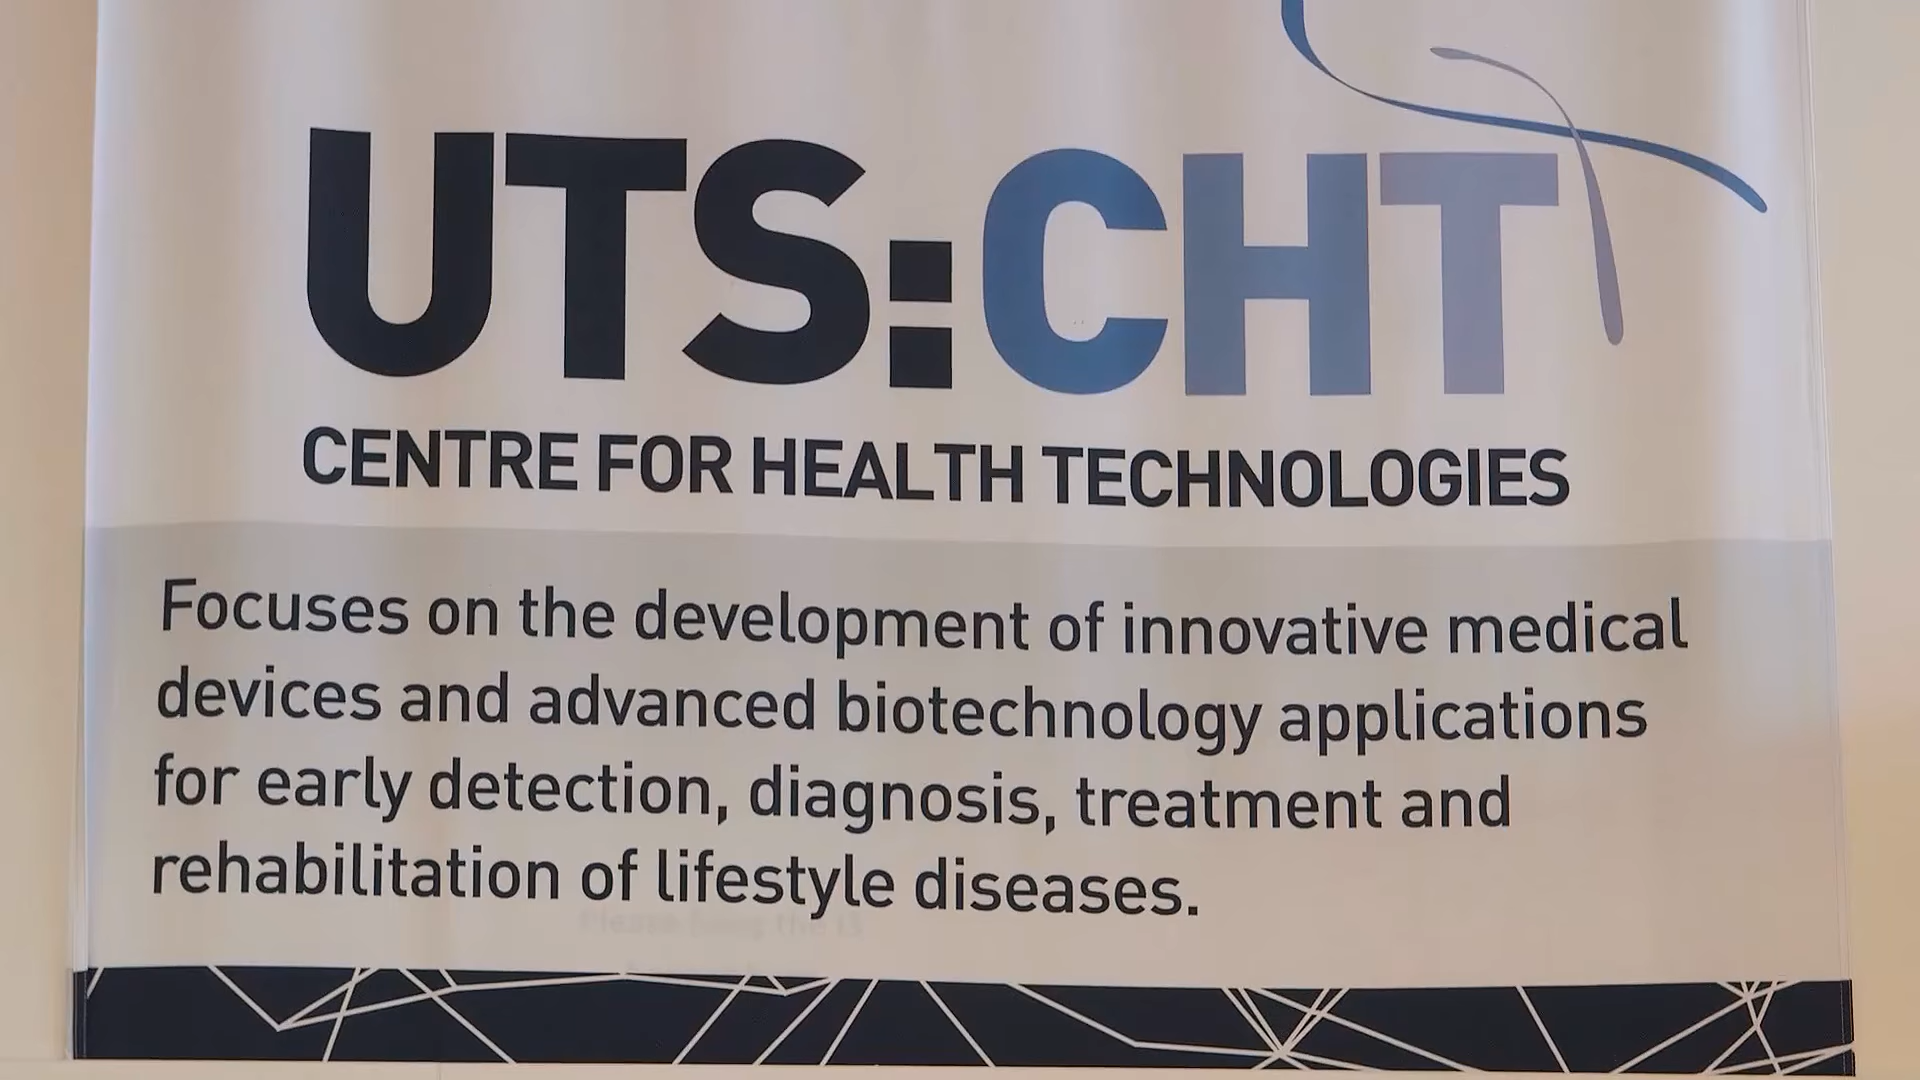 UTS:CHT
CENTRE FOR HEALTH TECHNOLOGIES
Focuses on the development of innovative medical
devices and advanced biotechnology applications
for early detection, diagnosis, treatment and
rehabilitation of lifestyle diseases.